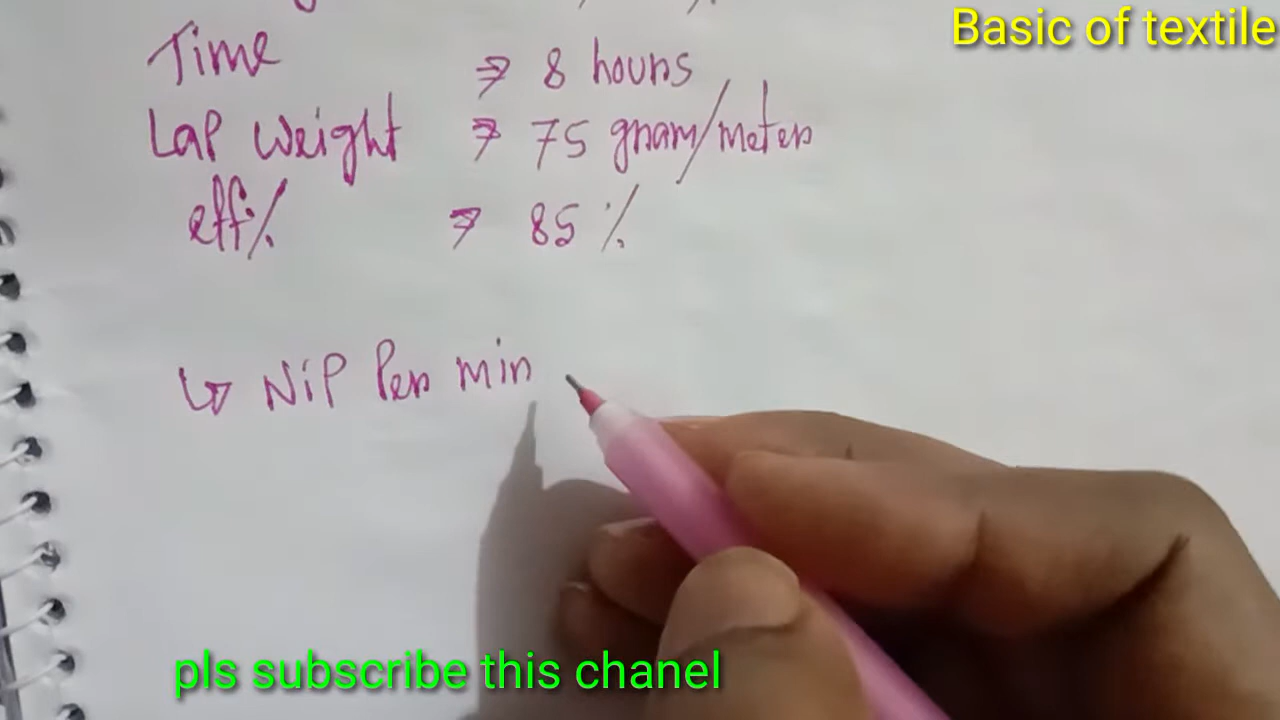 Basic of textile
Time ⇒ 8 hours
Lap weight ⇒ 75 gram/meter
eff% ⇒ 85%
↳ Nip Per min
pls subscribe this chanel